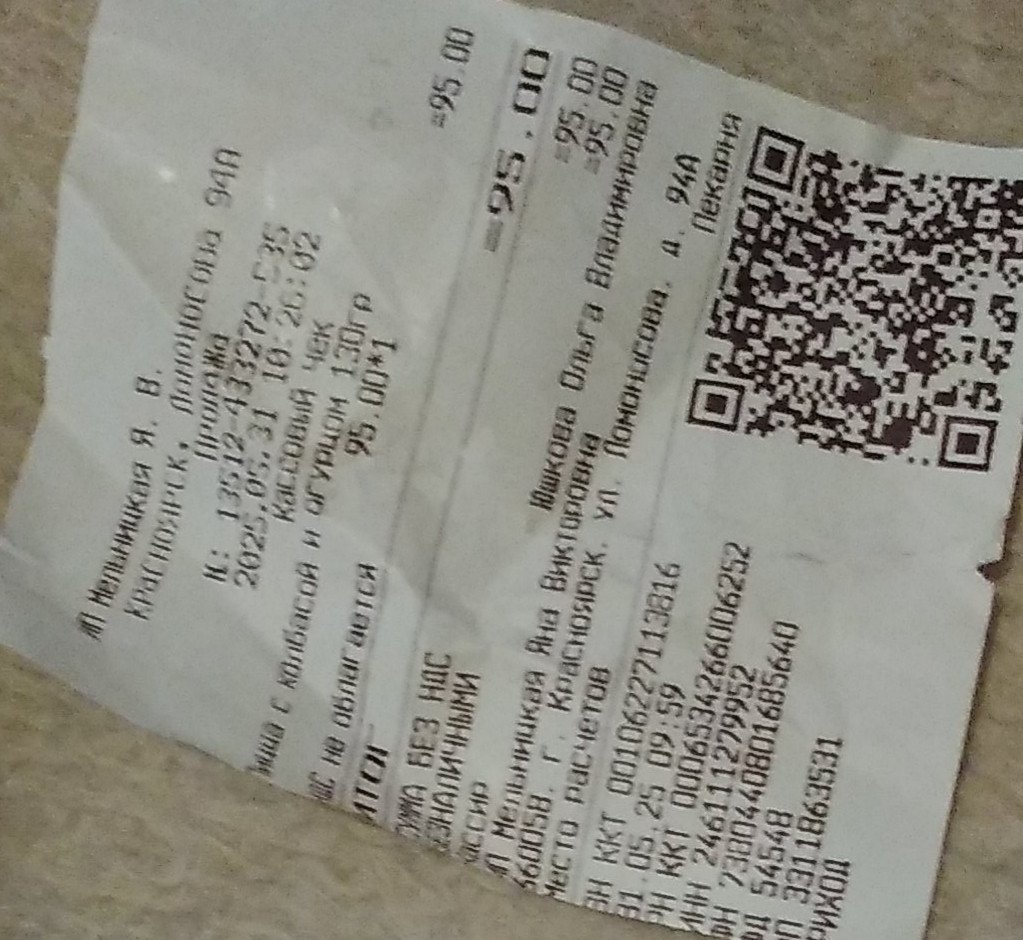 ИП Мельницкая Я. В.
КРАСНОЯРСК, Ломоносова 94А
Продажа
N: 13512-433272-
2025.05.31 10:26:02
Кассовый чек
с колбасой и огурцом 130гр
95.00*1
=95.00
НДС не облагается
ИТОГ =95.00
СУММА БЕЗ НДС =95.00
БЕЗНАЛИЧНЫМИ =95.00
КАССИР Юшкова Ольга Владимировна
ИП Мельницкая Яна Викторовна
660058. г. Красноярск. ул. Ломоносова. д. 94А
Место расчетов Пекарня
ЗН ККТ 00106227113816
31.05.25 09:59
РН ККТ 0006534266006252
ИНН 246111279952
ФН 7380440801685640
ФД 54548
ФП 3311863531
ПРИХОД